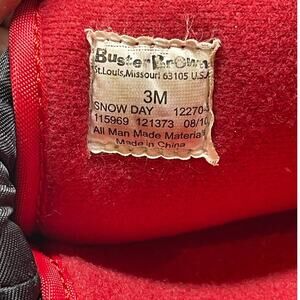 Buster Brown
St.Louis,Missouri 63105 U.S.A
3M
SNOW DAY 12270-
115969 121373 08/10
All Man Made Materials
Made in China